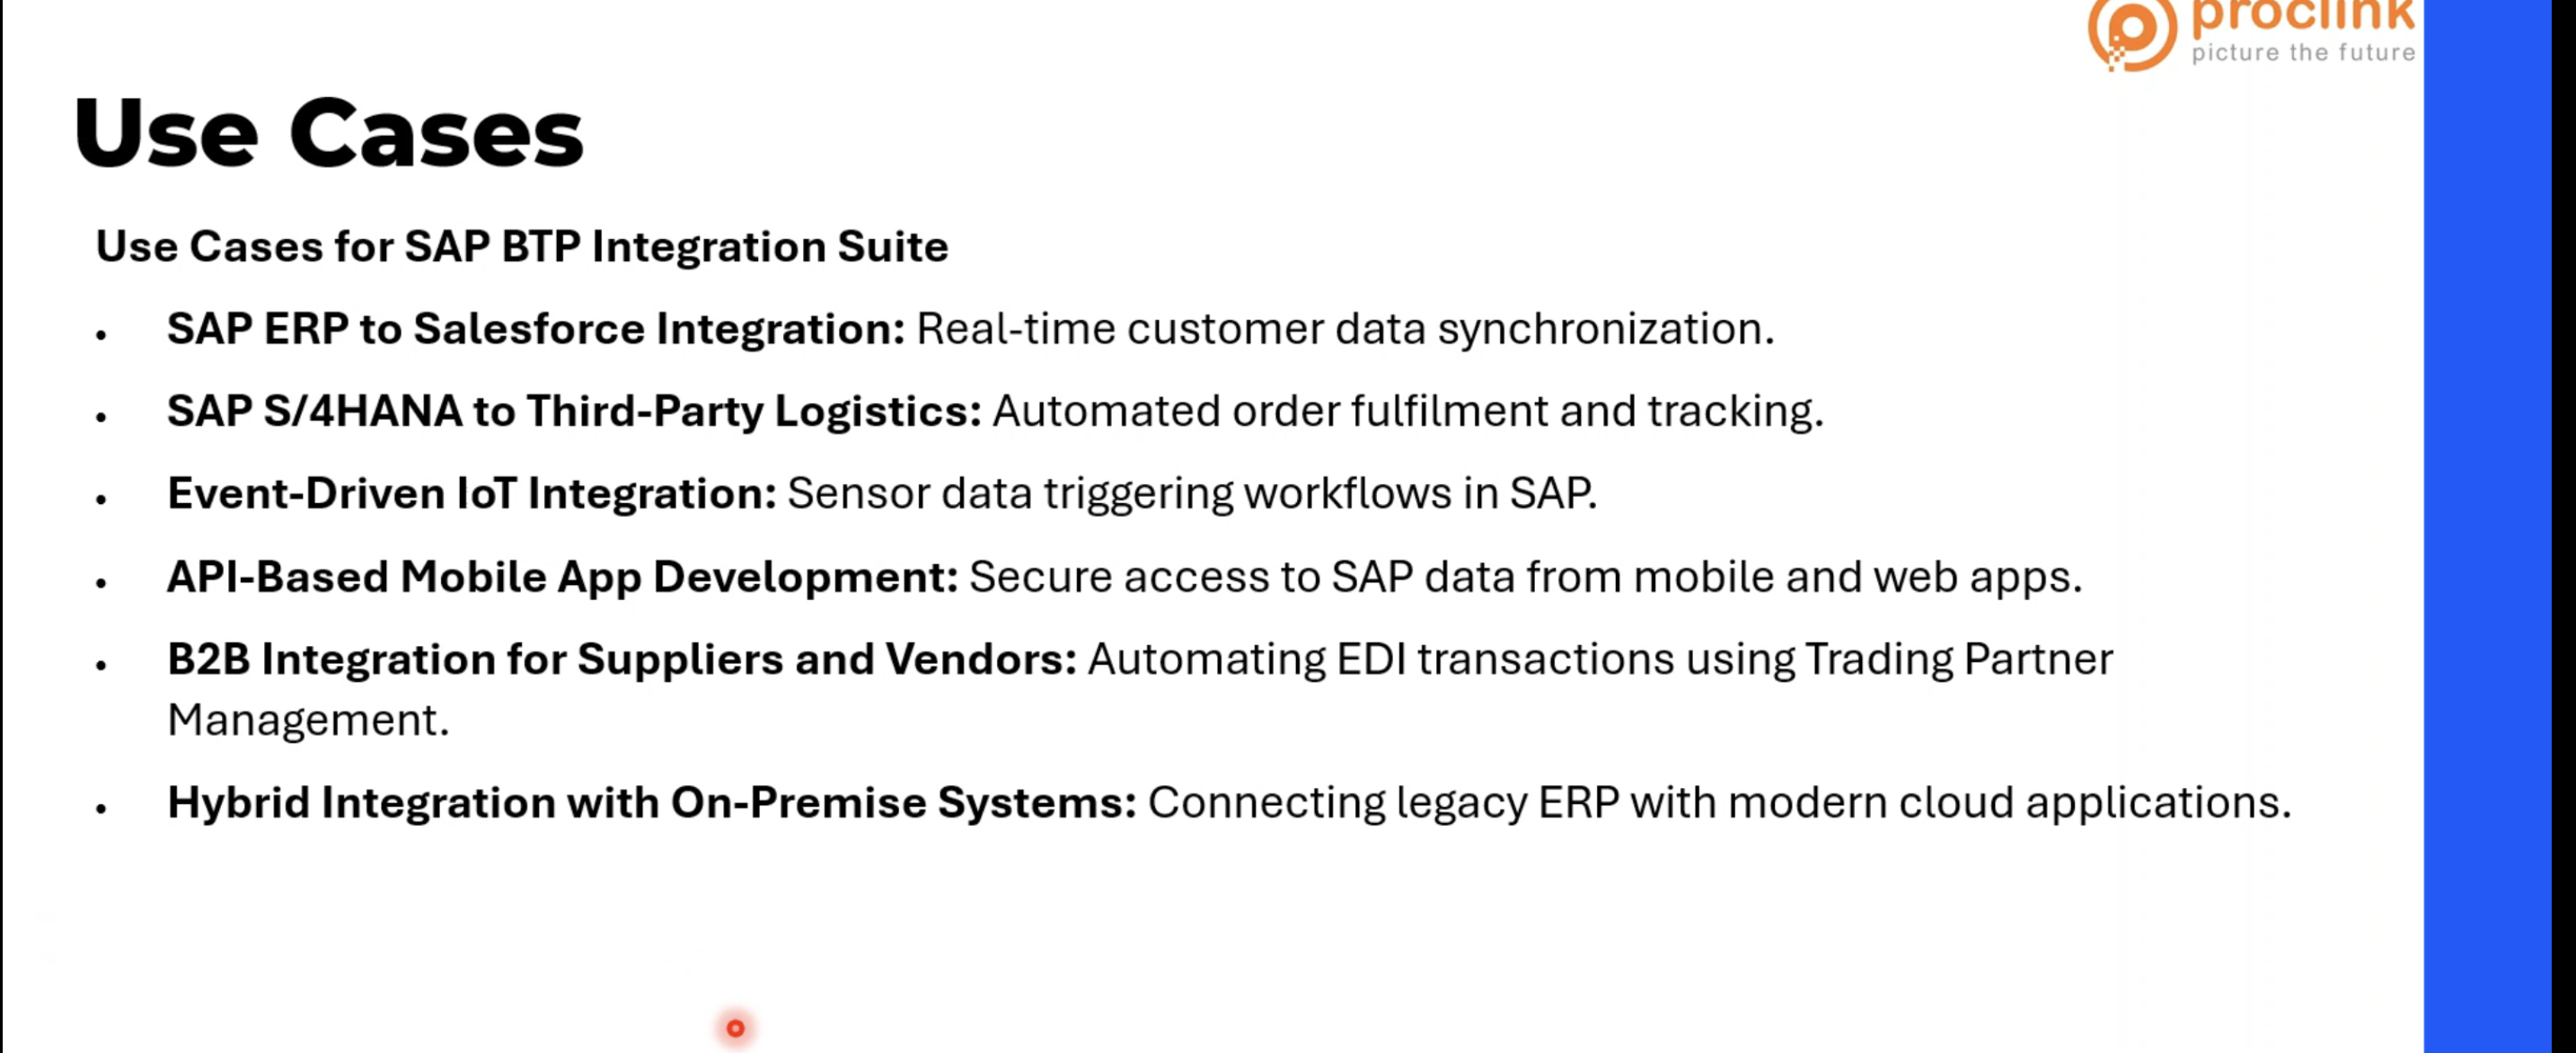 proclink
picture the future
Use Cases
Use Cases for SAP BTP Integration Suite
• SAP ERP to Salesforce Integration: Real-time customer data synchronization.
• SAP S/4HANA to Third-Party Logistics: Automated order fulfilment and tracking.
• Event-Driven IoT Integration: Sensor data triggering workflows in SAP.
• API-Based Mobile App Development: Secure access to SAP data from mobile and web apps.
• B2B Integration for Suppliers and Vendors: Automating EDI transactions using Trading Partner
Management.
• Hybrid Integration with On-Premise Systems: Connecting legacy ERP with modern cloud applications.